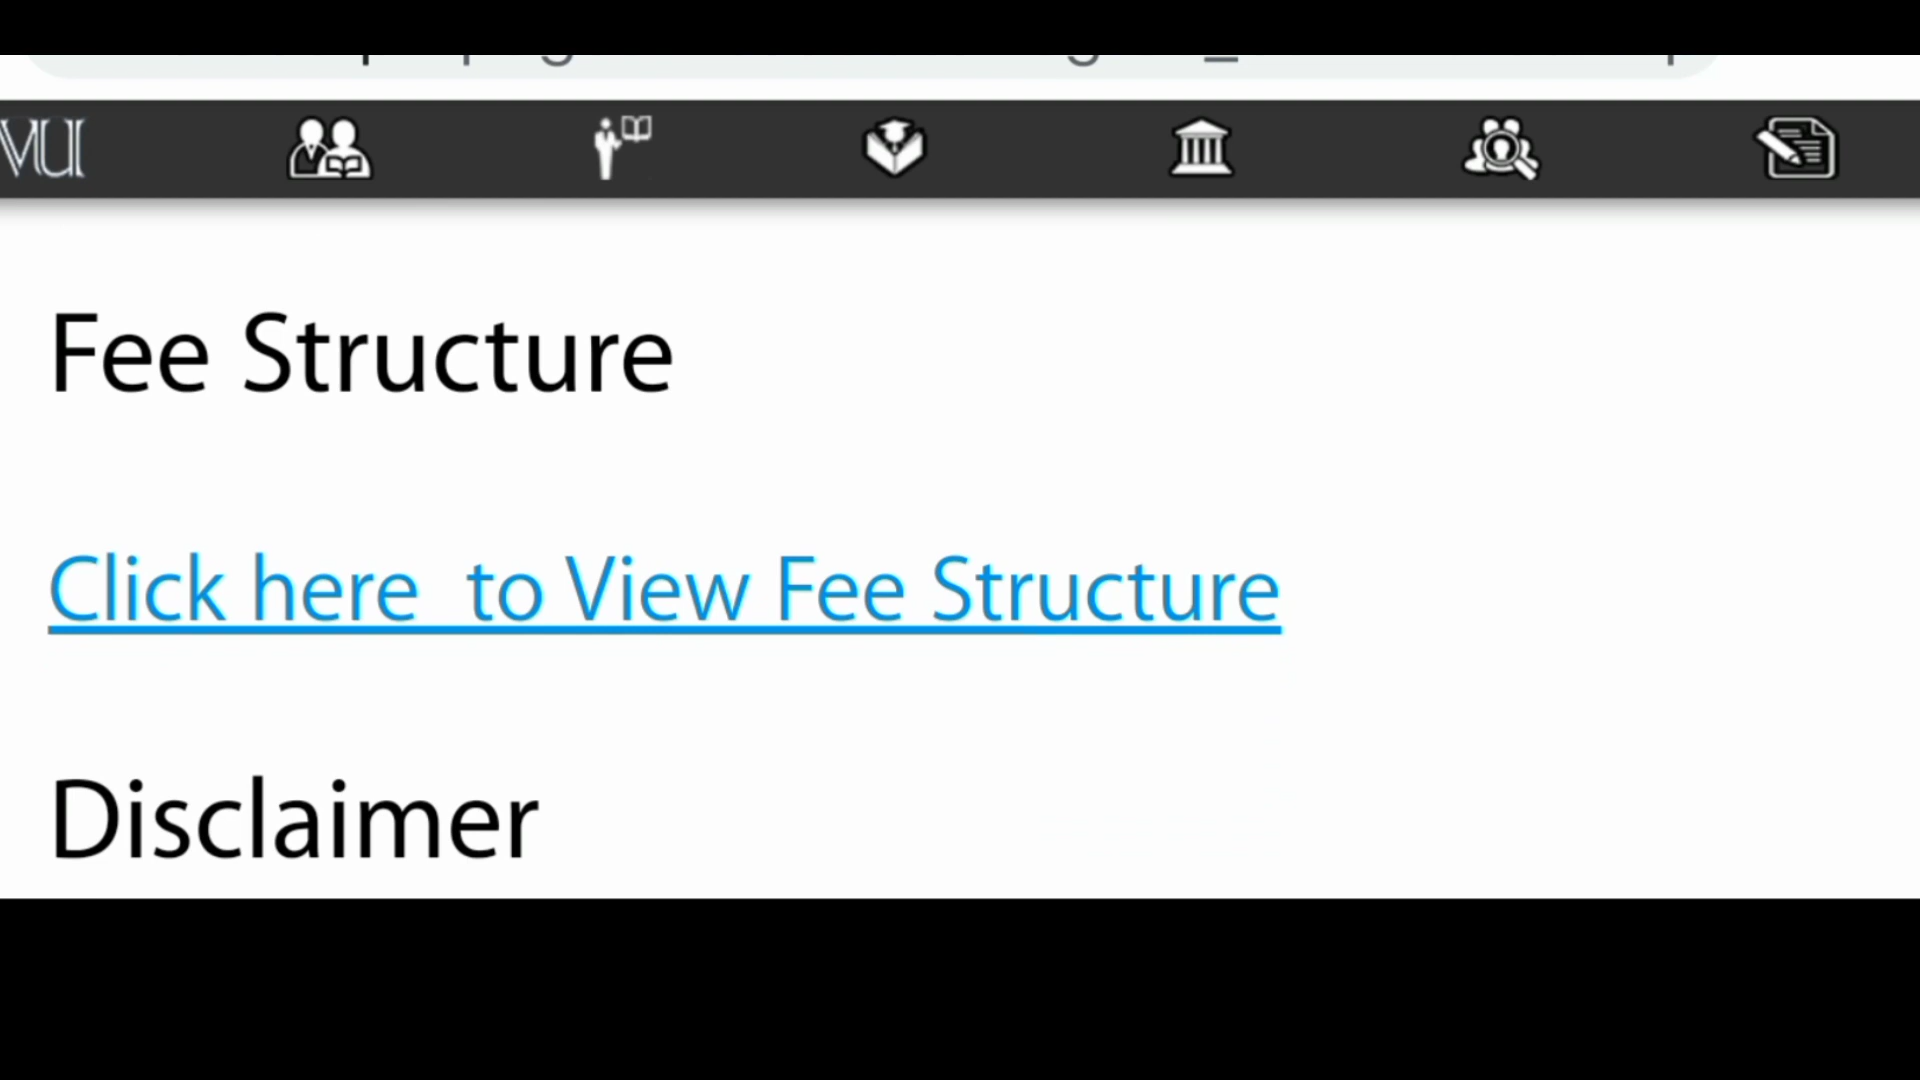 VU
Fee Structure
Click here  to View Fee Structure
Disclaimer